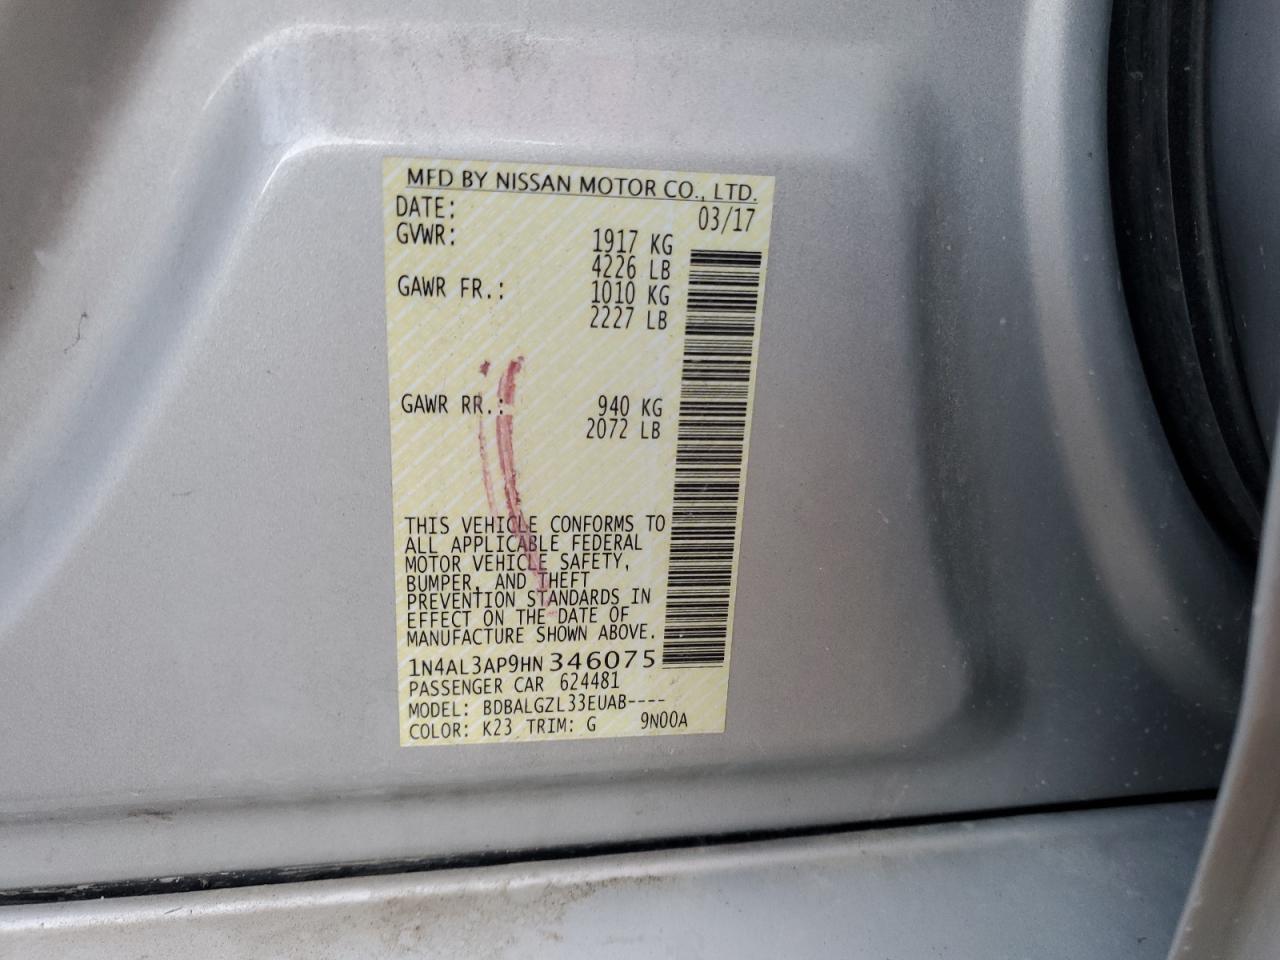 MFD BY NISSAN MOTOR CO., LTD.
DATE: 03/17
GVWR: 1917 KG
4226 LB
GAWR FR.: 1010 KG
2227 LB
GAWR RR.: 940 KG
2072 LB
THIS VEHICLE CONFORMS TO
ALL APPLICABLE FEDERAL
MOTOR VEHICLE SAFETY,
BUMPER, AND THEFT
PREVENTION STANDARDS IN
EFFECT ON THE DATE OF
MANUFACTURE SHOWN ABOVE.
1N4AL3AP9HN 346075
PASSENGER CAR 624481
MODEL: BDBALGZL33EUAB----
COLOR: K23 TRIM: G 9N00A